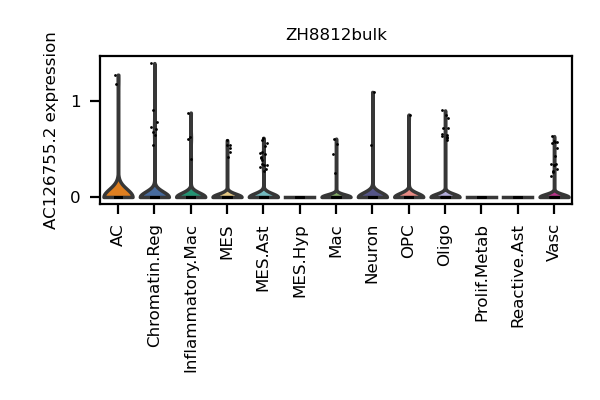 ZH8812bulk
AC126755.2 expression
1
0
AC
Chromatin.Reg
Inflammatory.Mac
MES
MES.Ast
MES.Hyp
Mac
Neuron
OPC
Oligo
Prolif.Metab
Reactive.Ast
Vasc